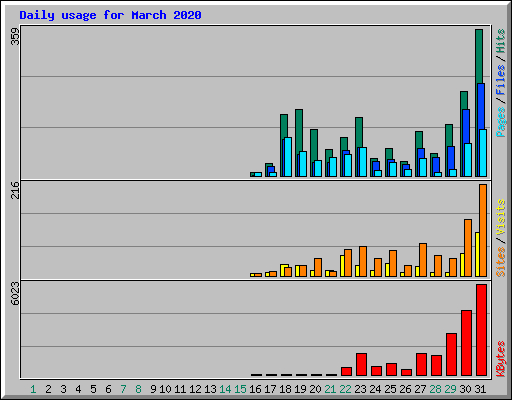 Daily usage for March 2020
359
Pages / Files / Hits
216
Sites / Visits
6023
KBytes
1 2 3 4 5 6 7 8 9 10 11 12 13 14 15 16 17 18 19 20 21 22 23 24 25 26 27 28 29 30 31